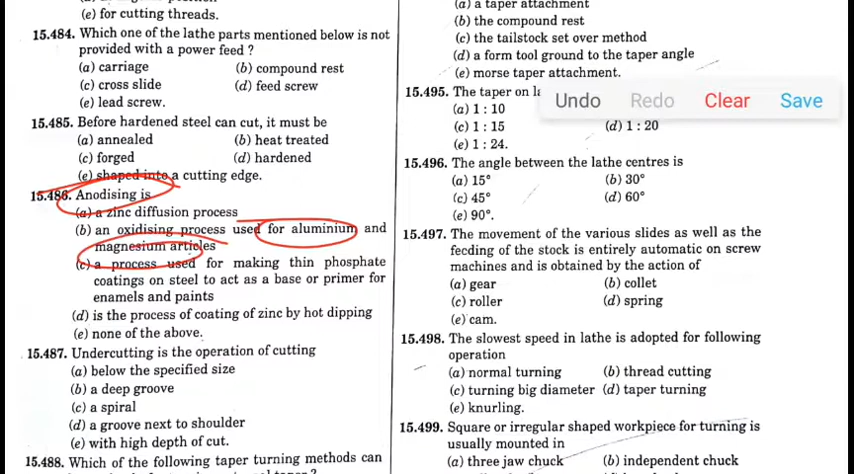 (e) for cutting threads.
15.484. Which one of the lathe parts mentioned below is not
provided with a power feed ?
(a) carriage (b) compound rest
(c) cross slide (d) feed screw
(e) lead screw.
15.485. Before hardened steel can cut, it must be
(a) annealed (b) heat treated
(c) forged (d) hardened
(e) shaped into a cutting edge.
15.486. Anodising is
(a) a zinc diffusion process
(b) an oxidising process used for aluminium and
magnesium articles
(c) a process used for making thin phosphate
coatings on steel to act as a base or primer for
enamels and paints
(d) is the process of coating of zinc by hot dipping
(e) none of the above.
15.487. Undercutting is the operation of cutting
(a) below the specified size
(b) a deep groove
(c) a spiral
(d) a groove next to shoulder
(e) with high depth of cut.
15.488. Which of the following taper turning methods can
(a) a taper attachment
(b) the compound rest
(c) the tailstock set over method
(d) a form tool ground to the taper angle
(e) morse taper attachment.
15.495. The taper on
Undo Redo Clear Save
(a) 1 : 10
(c) 1 : 15 (d) 1 : 20
(e) 1 : 24.
15.496. The angle between the lathe centres is
(a) 15° (b) 30°
(c) 45° (d) 60°
(e) 90°.
15.497. The movement of the various slides as well as the
feeding of the stock is entirely automatic on screw
machines and is obtained by the action of
(a) gear (b) collet
(c) roller (d) spring
(e) cam.
15.498. The slowest speed in lathe is adopted for following
operation
(a) normal turning (b) thread cutting
(c) turning big diameter (d) taper turning
(e) knurling.
15.499. Square or irregular shaped workpiece for turning is
usually mounted in
(a) three jaw chuck (b) independent chuck